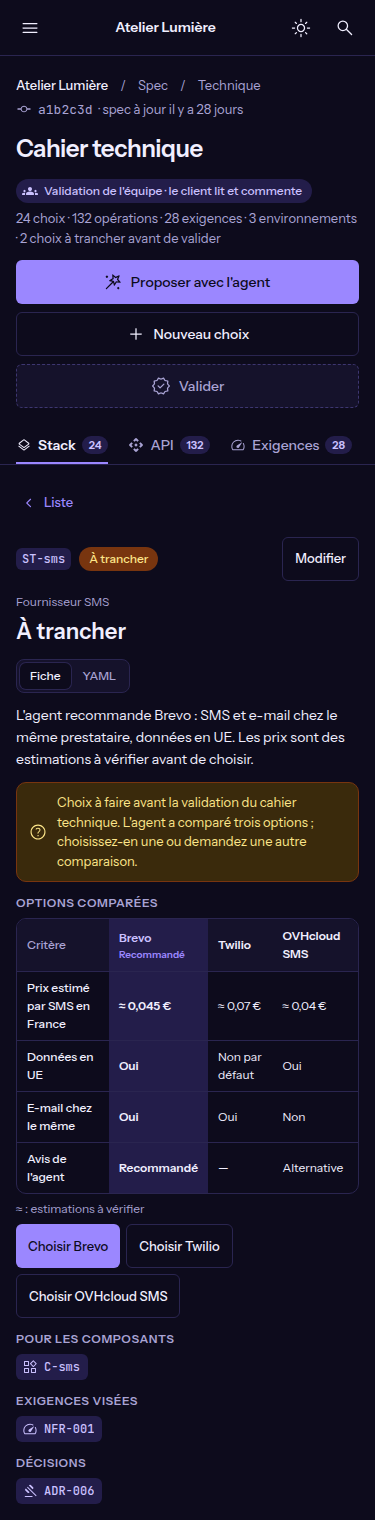 Atelier Lumière
Atelier Lumière / Spec / Technique
a1b2c3d · spec à jour il y a 28 jours
Cahier technique
Validation de l'équipe · le client lit et commente
24 choix · 132 opérations · 28 exigences · 3 environnements
· 2 choix à trancher avant de valider
Proposer avec l'agent
Nouveau choix
Valider
Stack 24 API 132 Exigences 28
Liste
ST-sms À trancher Modifier
Fournisseur SMS
À trancher
Fiche YAML
L'agent recommande Brevo : SMS et e-mail chez le
même prestataire, données en UE. Les prix sont des
estimations à vérifier avant de choisir.
Choix à faire avant la validation du cahier
technique. L'agent a comparé trois options ;
choisissez-en une ou demandez une autre
comparaison.
OPTIONS COMPARÉES
Critère Brevo Recommandé Twilio OVHcloud SMS
Prix estimé par SMS en France ≈ 0,045 € ≈ 0,07 € ≈ 0,04 €
Données en UE Oui Non par défaut Oui
E-mail chez le même Oui Oui Non
Avis de l'agent Recommandé — Alternative
≈ : estimations à vérifier
Choisir Brevo Choisir Twilio
Choisir OVHcloud SMS
POUR LES COMPOSANTS
C-sms
EXIGENCES VISÉES
NFR-001
DÉCISIONS
ADR-006